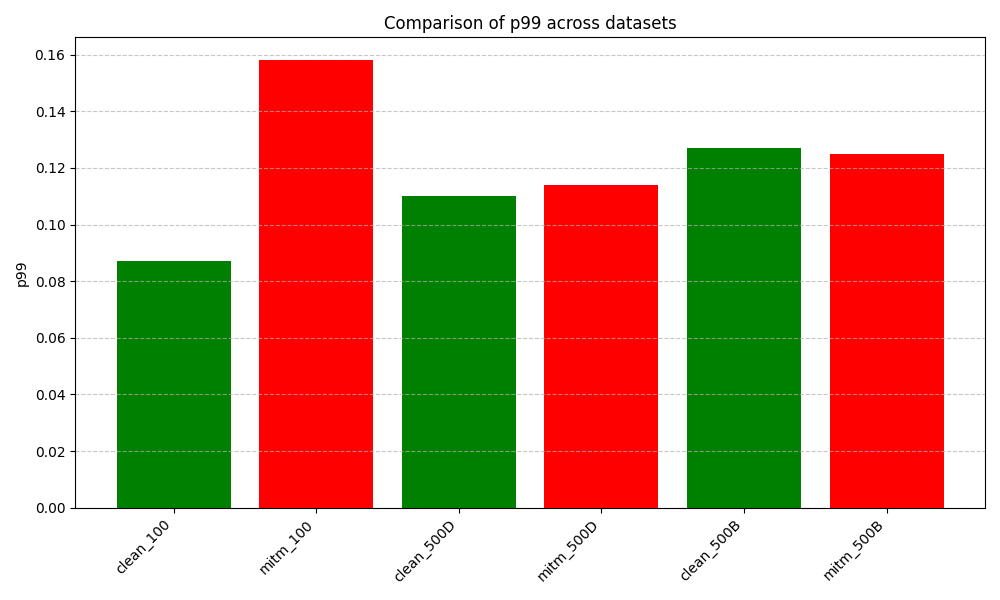 Comparison of p99 across datasets
p99
0.16
0.14
0.12
0.10
0.08
0.06
0.04
0.02
0.00
clean_100
mitm_100
clean_500D
mitm_500D
clean_500B
mitm_500B